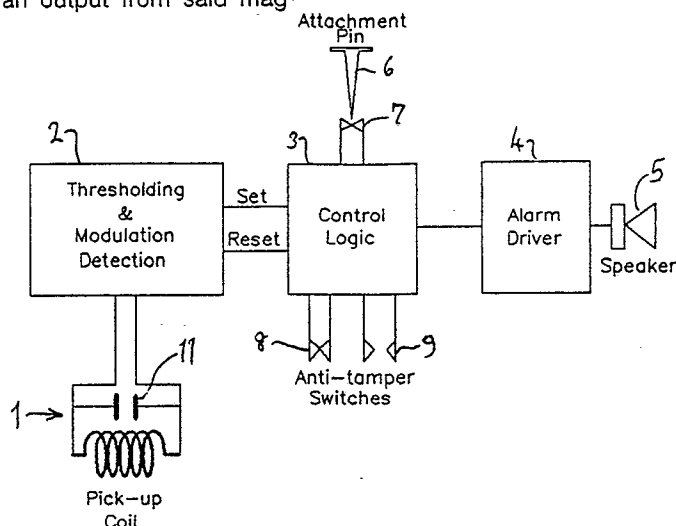 an output from said mag-
Attachment
Pin
6
7
2
3
4
5
Thresholding
&
Modulation
Detection
Set
Reset
Control
Logic
Alarm
Driver
Speaker
8
9
Anti-tamper
Switches
11
1
Pick-up
Coil